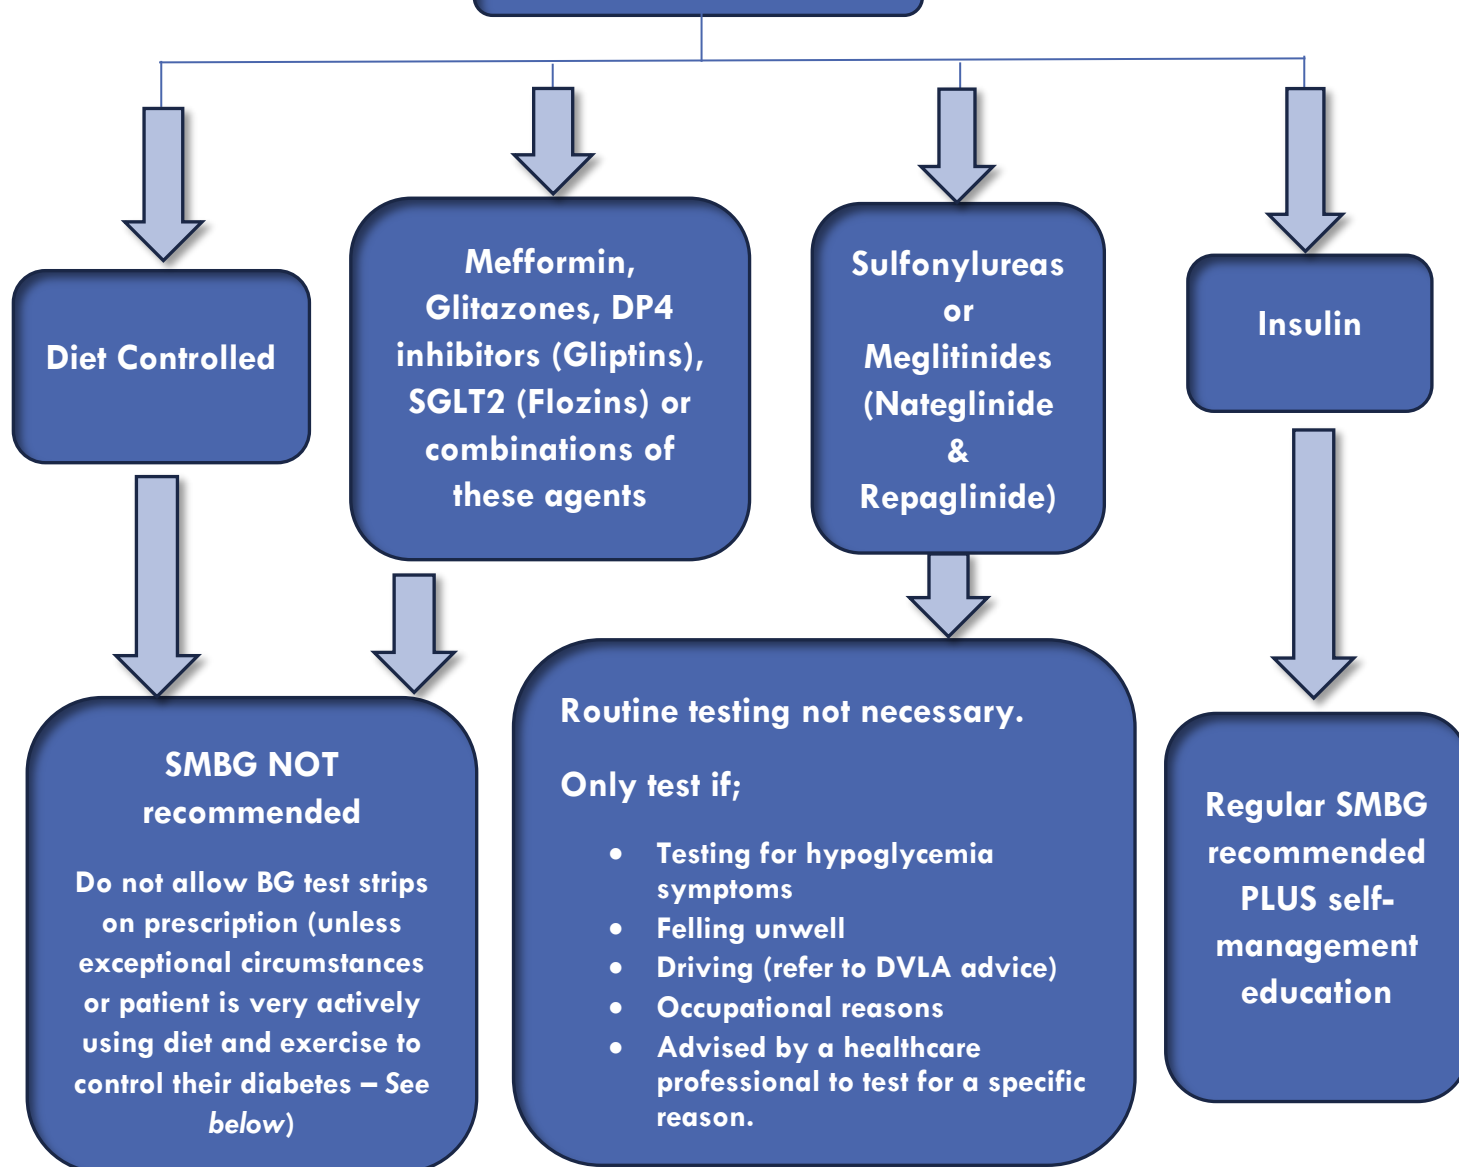 Diet Controlled
Mefformin,
Glitazones, DP4
inhibitors (Gliptins),
SGLT2 (Flozins) or
combinations of
these agents
Sulfonylureas
or
Meglitinides
(Nateglinide
&
Repaglinide)
Insulin
SMBG NOT
recommended
Do not allow BG test strips
on prescription (unless
exceptional circumstances
or patient is very actively
using diet and exercise to
control their diabetes – See
below)
Routine testing not necessary.
Only test if;
• Testing for hypoglycemia
symptoms
• Felling unwell
• Driving (refer to DVLA advice)
• Occupational reasons
• Advised by a healthcare
professional to test for a specific
reason.
Regular SMBG
recommended
PLUS self-
management
education